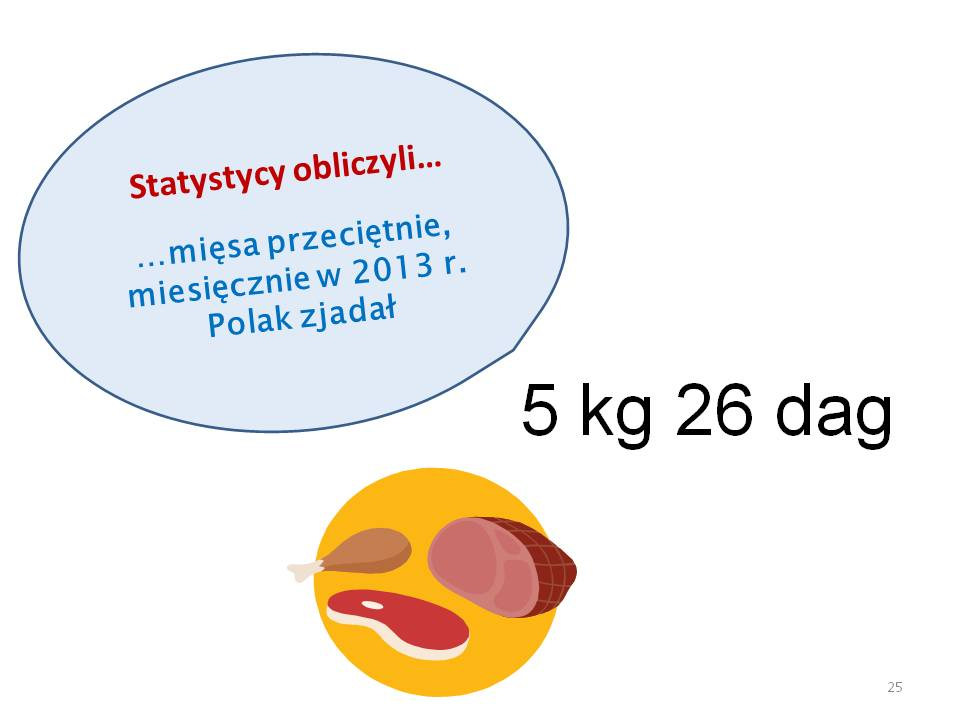 Statystycy obliczyli…
…mięsa przeciętnie,
miesięcznie w 2013 r.
Polak zjadał
5 kg 26 dag
25